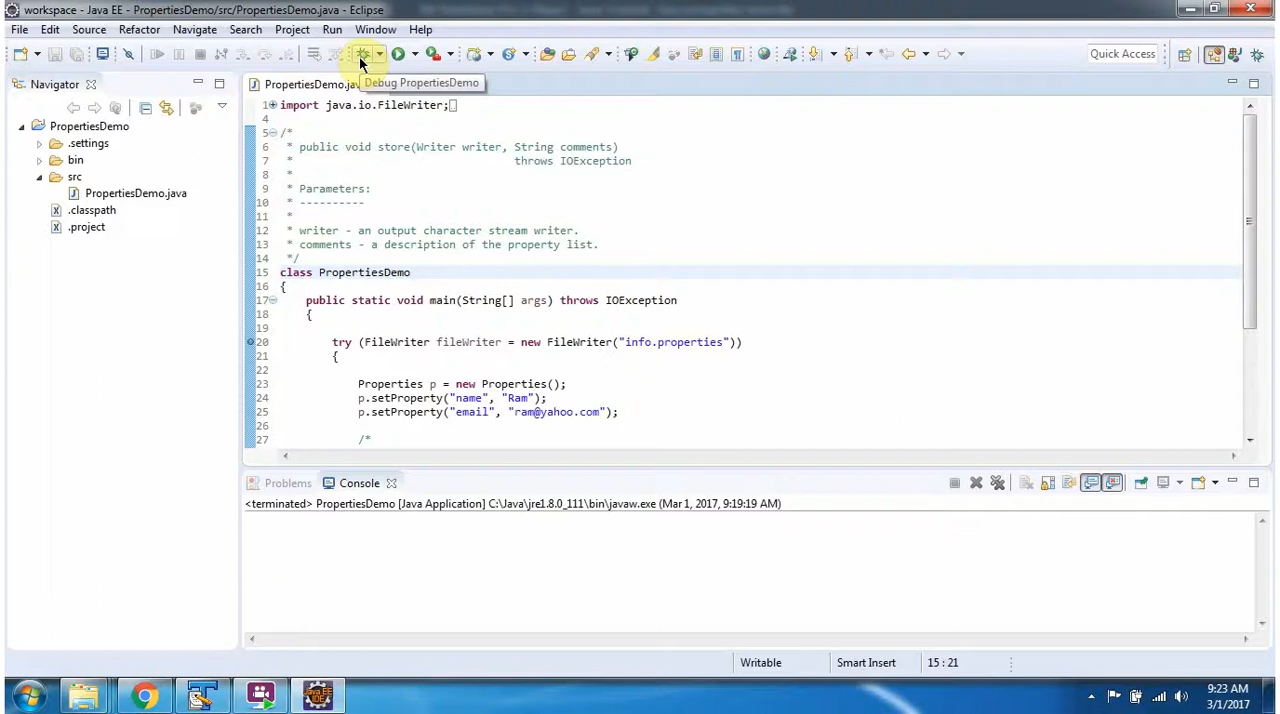 workspace - Java EE - PropertiesDemo/src/PropertiesDemo.java - Eclipse
File Edit Source Refactor Navigate Search Project Run Window Help
Quick Access
Debug PropertiesDemo
Navigator
PropertiesDemo
.settings
bin
src
PropertiesDemo.java
.classpath
.project
PropertiesDemo.jav
1 import java.io.FileWriter;
4
5 /*
6 * public void store(Writer writer, String comments)
7 * throws IOException
8 *
9 * Parameters:
10 * ----------
11 *
12 * writer - an output character stream writer.
13 * comments - a description of the property list.
14 */
15 class PropertiesDemo
16 {
17 public static void main(String[] args) throws IOException
18 {
19
20 try (FileWriter fileWriter = new FileWriter("info.properties"))
21 {
22
23 Properties p = new Properties();
24 p.setProperty("name", "Ram");
25 p.setProperty("email", "ram@yahoo.com");
26
27 /*
Problems Console
<terminated> PropertiesDemo [Java Application] C:\Java\jre1.8.0_111\bin\javaw.exe (Mar 1, 2017, 9:19:19 AM)
Writable Smart Insert 15 : 21
Java EE
IDE
9:23 AM
3/1/2017